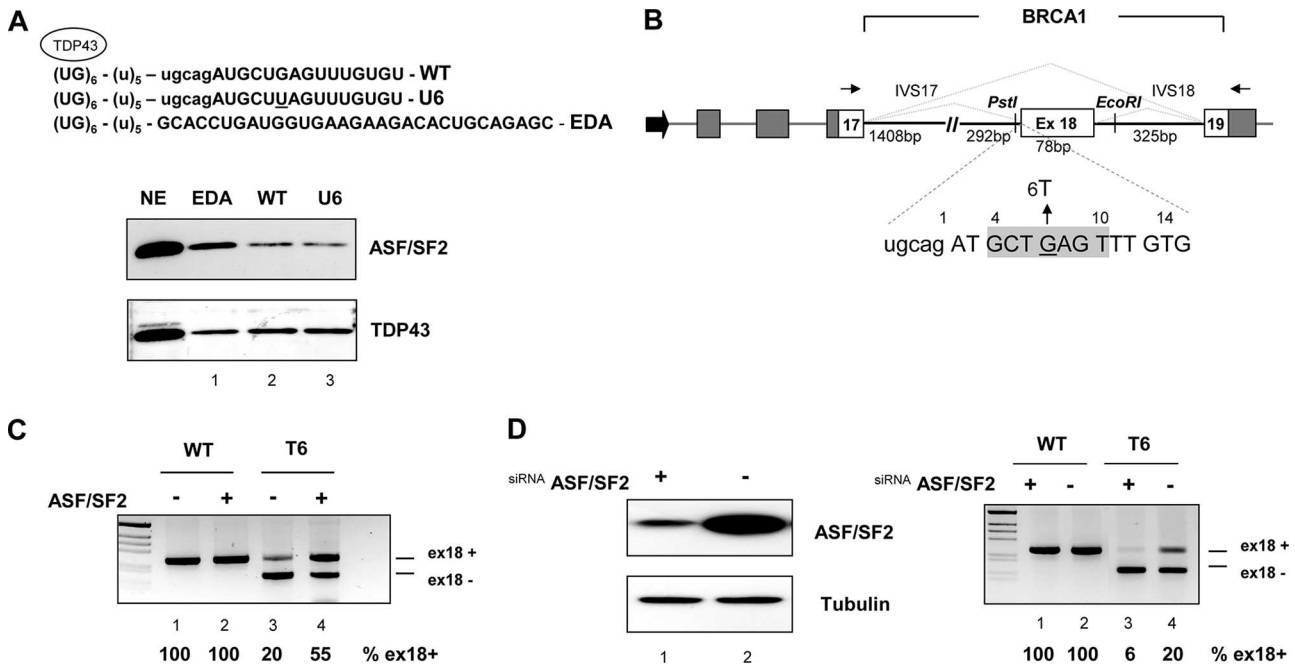 A
TDP43
(UG)6 - (u)5 – ugcagAUGCUGAGUUUGUGU - WT
(UG)6 - (u)5 – ugcagAUGCUUAGUUUGUGU - U6
(UG)6 - (u)5 - GCACCTGAUGGUGAAGAAGACACUGCAGAGC - EDA
NE EDA WT U6
ASF/SF2
TDP43
1 2 3
B
BRCA1
IVS17 IVS18
PstI EcoRI
17 Ex 18 19
1408bp // 292bp 78bp 325bp
6T
1 4 10 14
ugcag AT GCT GAG TTT GTG
C
WT T6
ASF/SF2 - + - +
ex18 +
ex18 -
1 2 3 4
100 100 20 55 % ex18+
D
siRNA ASF/SF2 + -
ASF/SF2
Tubulin
1 2
WT T6
siRNA ASF/SF2 + - + -
ex18 +
ex18 -
1 2 3 4
100 100 6 20 % ex18+